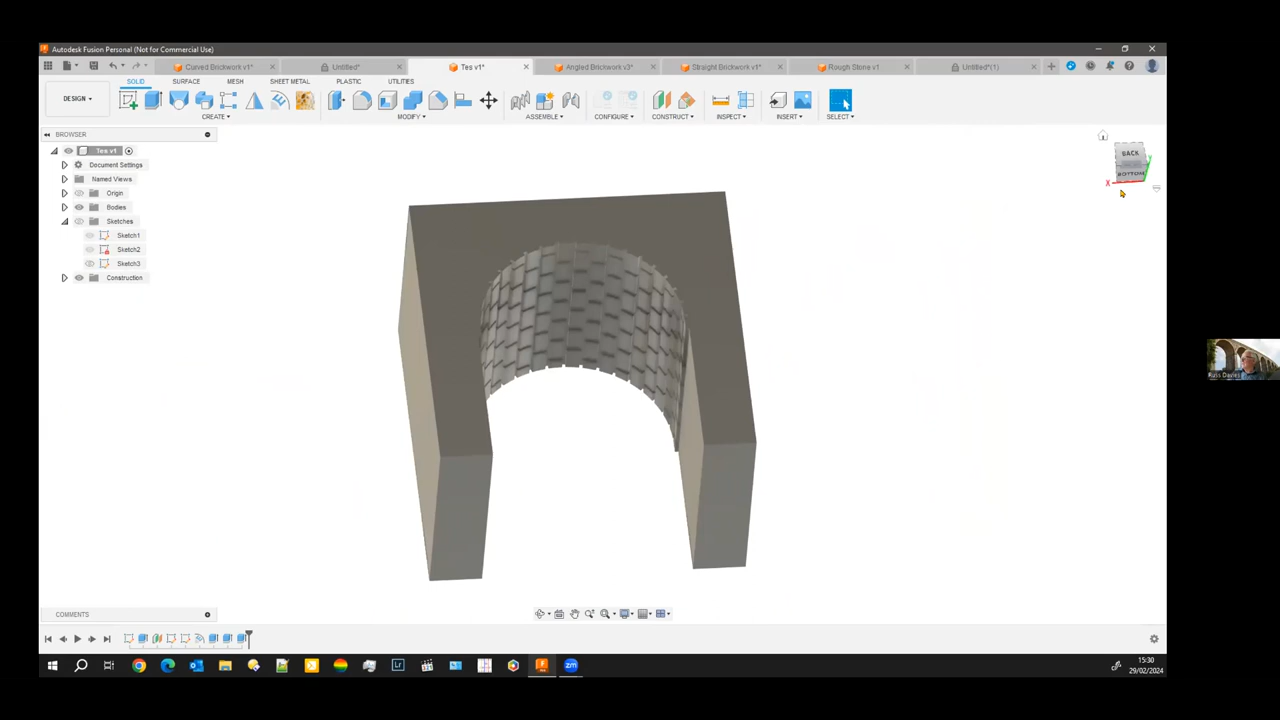 Autodesk Fusion Personal (Not for Commercial Use)
Curved Brickwork v1*
Untitled*
Tes v1*
Angled Brickwork v3*
Straight Brickwork v1*
Rough Stone v1
Untitled*(1)
SOLID
SURFACE
MESH
SHEET METAL
PLASTIC
UTILITIES
DESIGN
CREATE
MODIFY
ASSEMBLE
CONFIGURE
CONSTRUCT
INSPECT
INSERT
SELECT
BROWSER
Tes v1
Document Settings
Named Views
Origin
Bodies
Sketches
Sketch1
Sketch2
Sketch3
Construction
BACK
BOTTOM
X
Y
Russ Davies
COMMENTS
15:30
29/02/2024